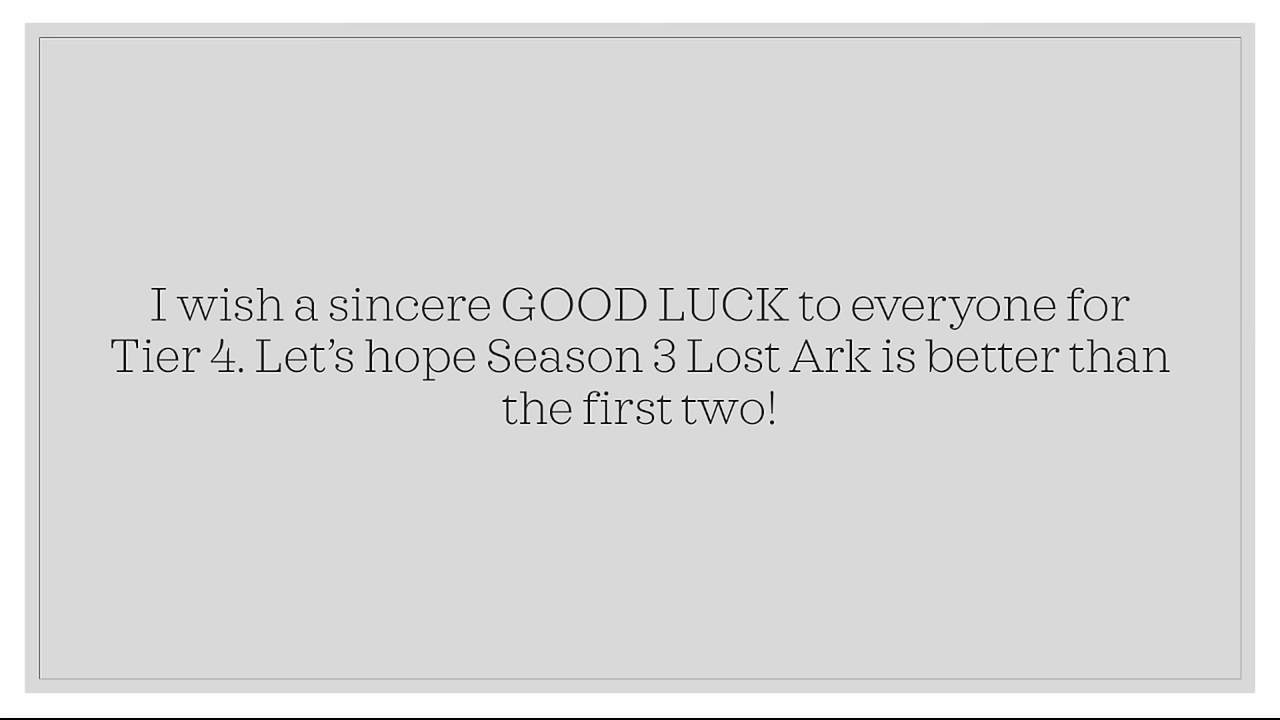 I wish a sincere GOOD LUCK to everyone for
Tier 4. Let’s hope Season 3 Lost Ark is better than
the first two!